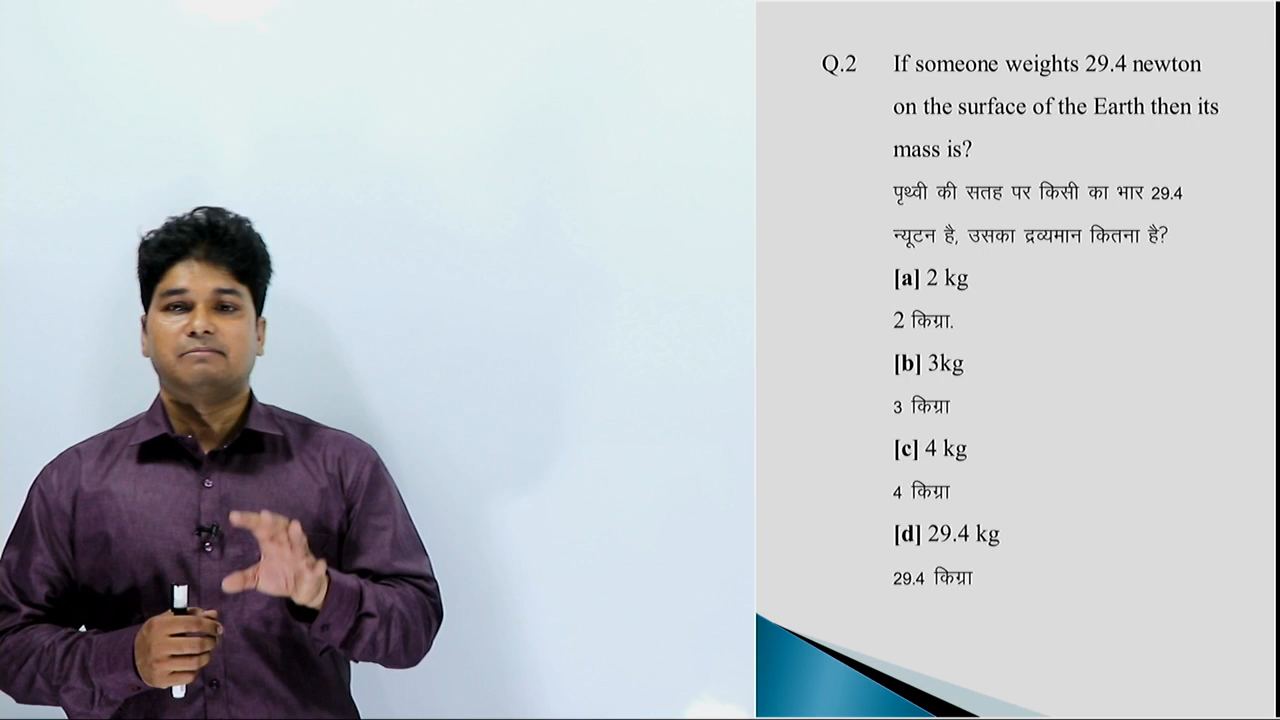 Q.2 If someone weights 29.4 newton
on the surface of the Earth then its
mass is?
पृथ्वी की सतह पर किसी का भार 29.4
न्यूटन है, उसका द्रव्यमान कितना है?
[a] 2 kg
2 किग्रा.
[b] 3kg
3 किग्रा
[c] 4 kg
4 किग्रा
[d] 29.4 kg
29.4 किग्रा